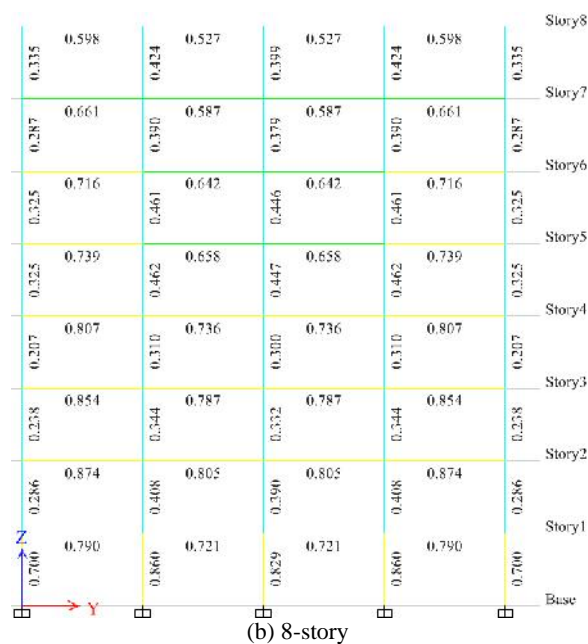 Story8
0.598 0.527 0.527 0.598
0.335 0.424 0.399 0.424 0.335
Story7
0.661 0.587 0.587 0.661
0.287 0.390 0.379 0.390 0.287
Story6
0.716 0.642 0.642 0.716
0.325 0.461 0.446 0.461 0.325
Story5
0.739 0.658 0.658 0.739
0.325 0.462 0.447 0.462 0.325
Story4
0.807 0.736 0.736 0.807
0.207 0.310 0.300 0.310 0.207
Story3
0.854 0.787 0.787 0.854
0.238 0.344 0.332 0.344 0.238
Story2
0.874 0.805 0.805 0.874
0.286 0.408 0.390 0.408 0.286
Story1
Z 0.790 0.721 0.721 0.790
0.700 0.860 0.829 0.860 0.700
Y Base
(b) 8-story